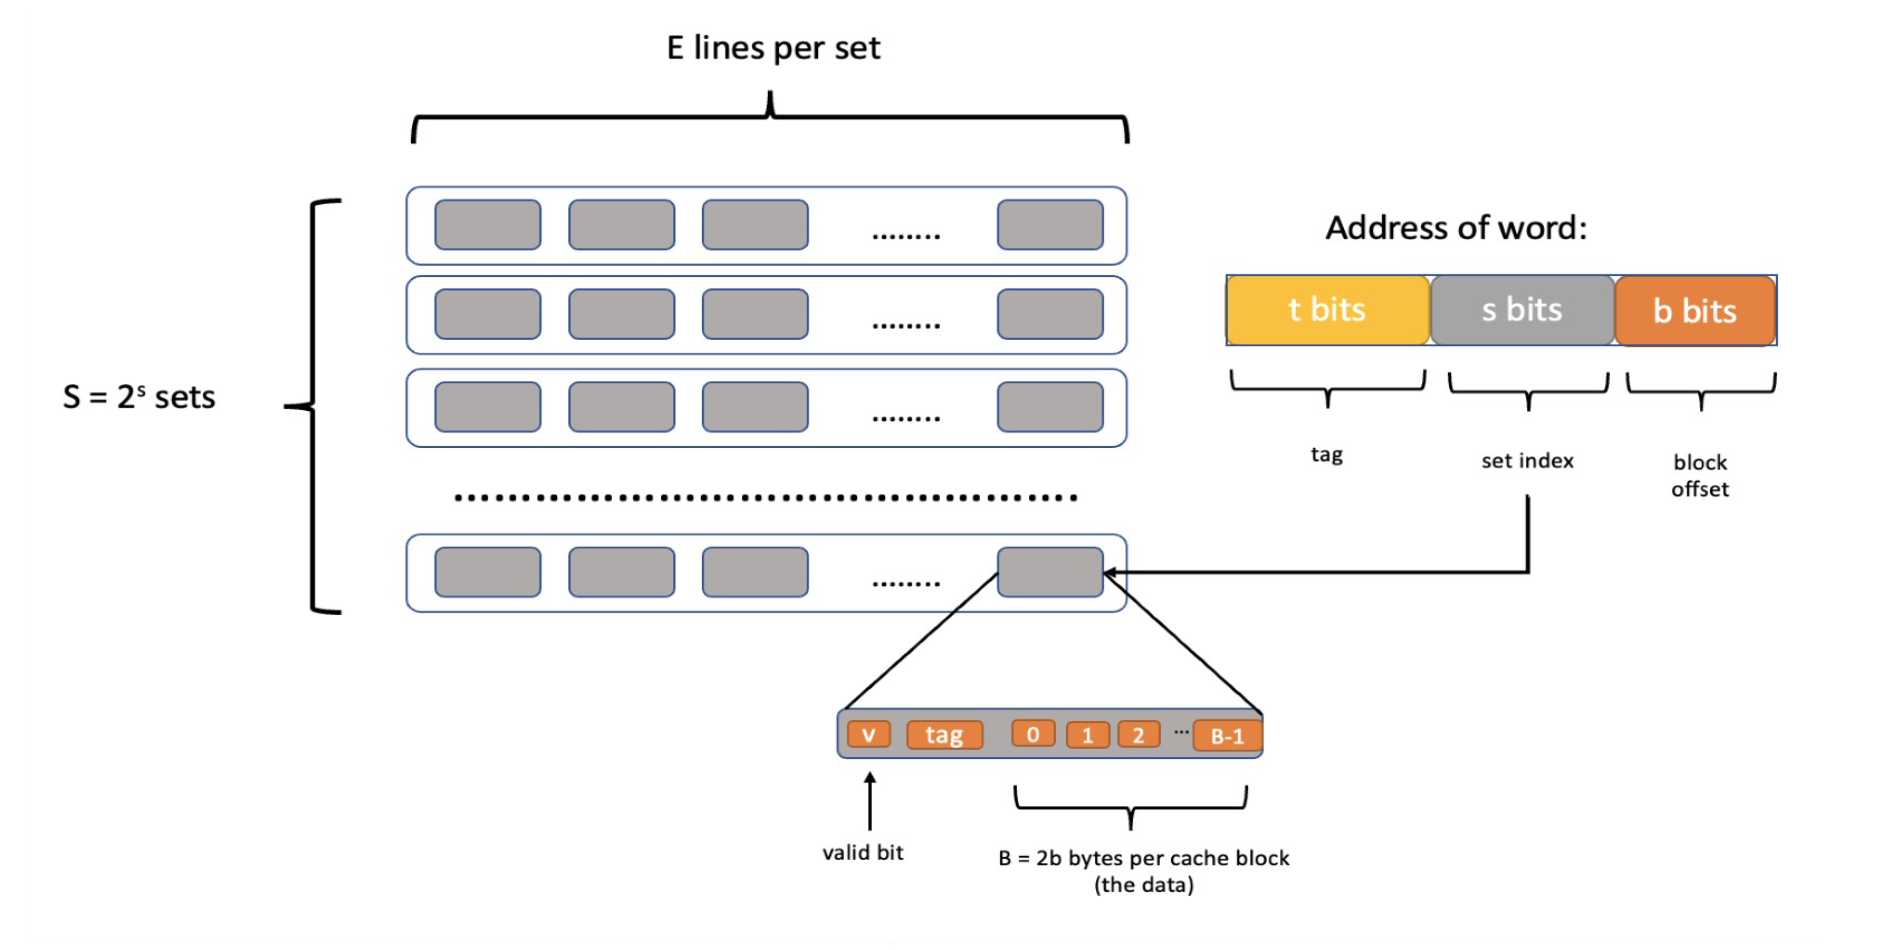 E lines per set
S = 2ˢ sets
........
........
........
........
Address of word:
t bits s bits b bits
tag
set index
block
offset
v tag 0 1 2 ... B-1
valid bit
B = 2b bytes per cache block
(the data)